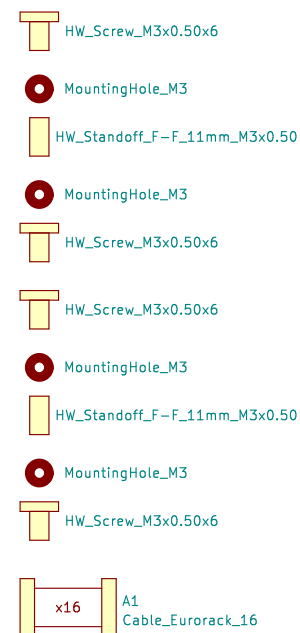 HW_Screw_M3x0.50x6
MountingHole_M3
HW_Standoff_F-F_11mm_M3x0.50
MountingHole_M3
HW_Screw_M3x0.50x6
HW_Screw_M3x0.50x6
MountingHole_M3
HW_Standoff_F-F_11mm_M3x0.50
MountingHole_M3
HW_Screw_M3x0.50x6
x16
A1
Cable_Eurorack_16